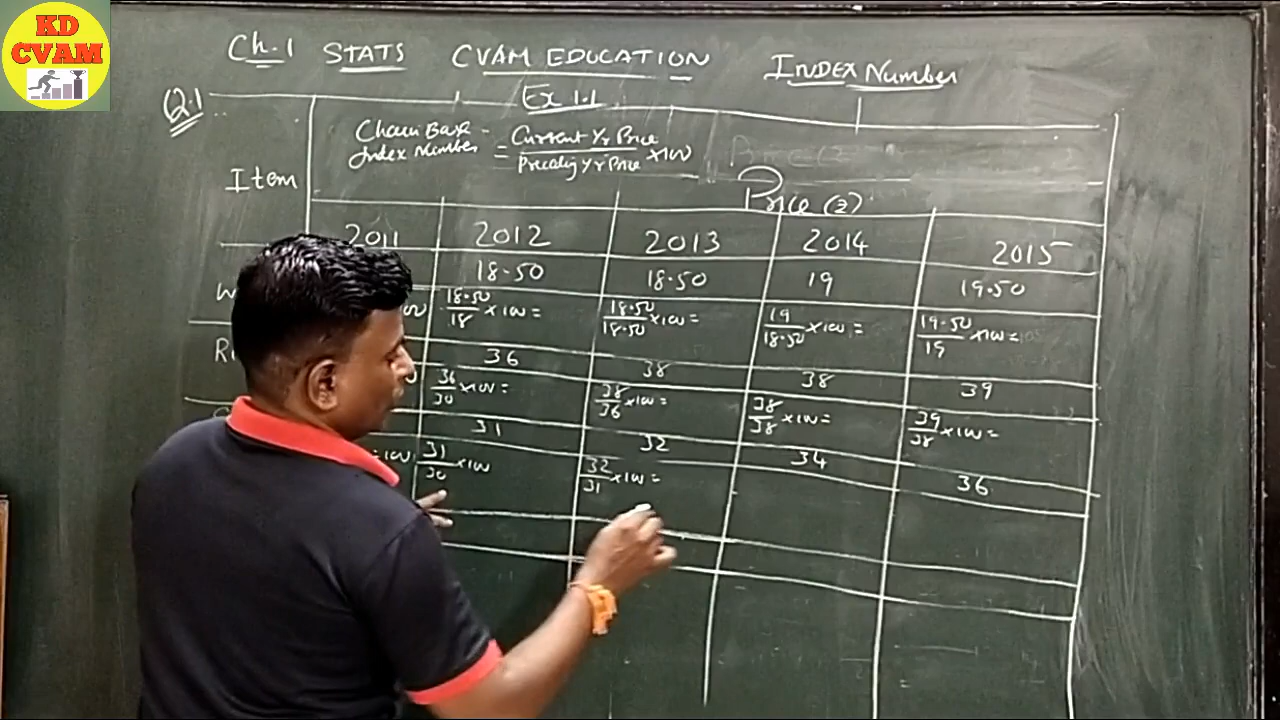 KD
CVAM
Ch.1 STATS CVAM EDUCATION INDEX Number
Q.1 Ex 1.1
Chain Base Index Number = Current Yr Price / Preceding Yr Price × 100
Item
Price (₹)
2011 2012 2013 2014 2015
18.50 18.50 19 19.50
W
18.50/18 × 100 = 18.50/18.50 × 100 = 19/18.50 × 100 = 19.50/19 × 100 =
R 36 38 38 39
36/30 × 100 = 38/36 × 100 = 38/38 × 100 = 39/38 × 100 =
31 32 34 36
= 100 31/30 × 100 32/31 × 100 =